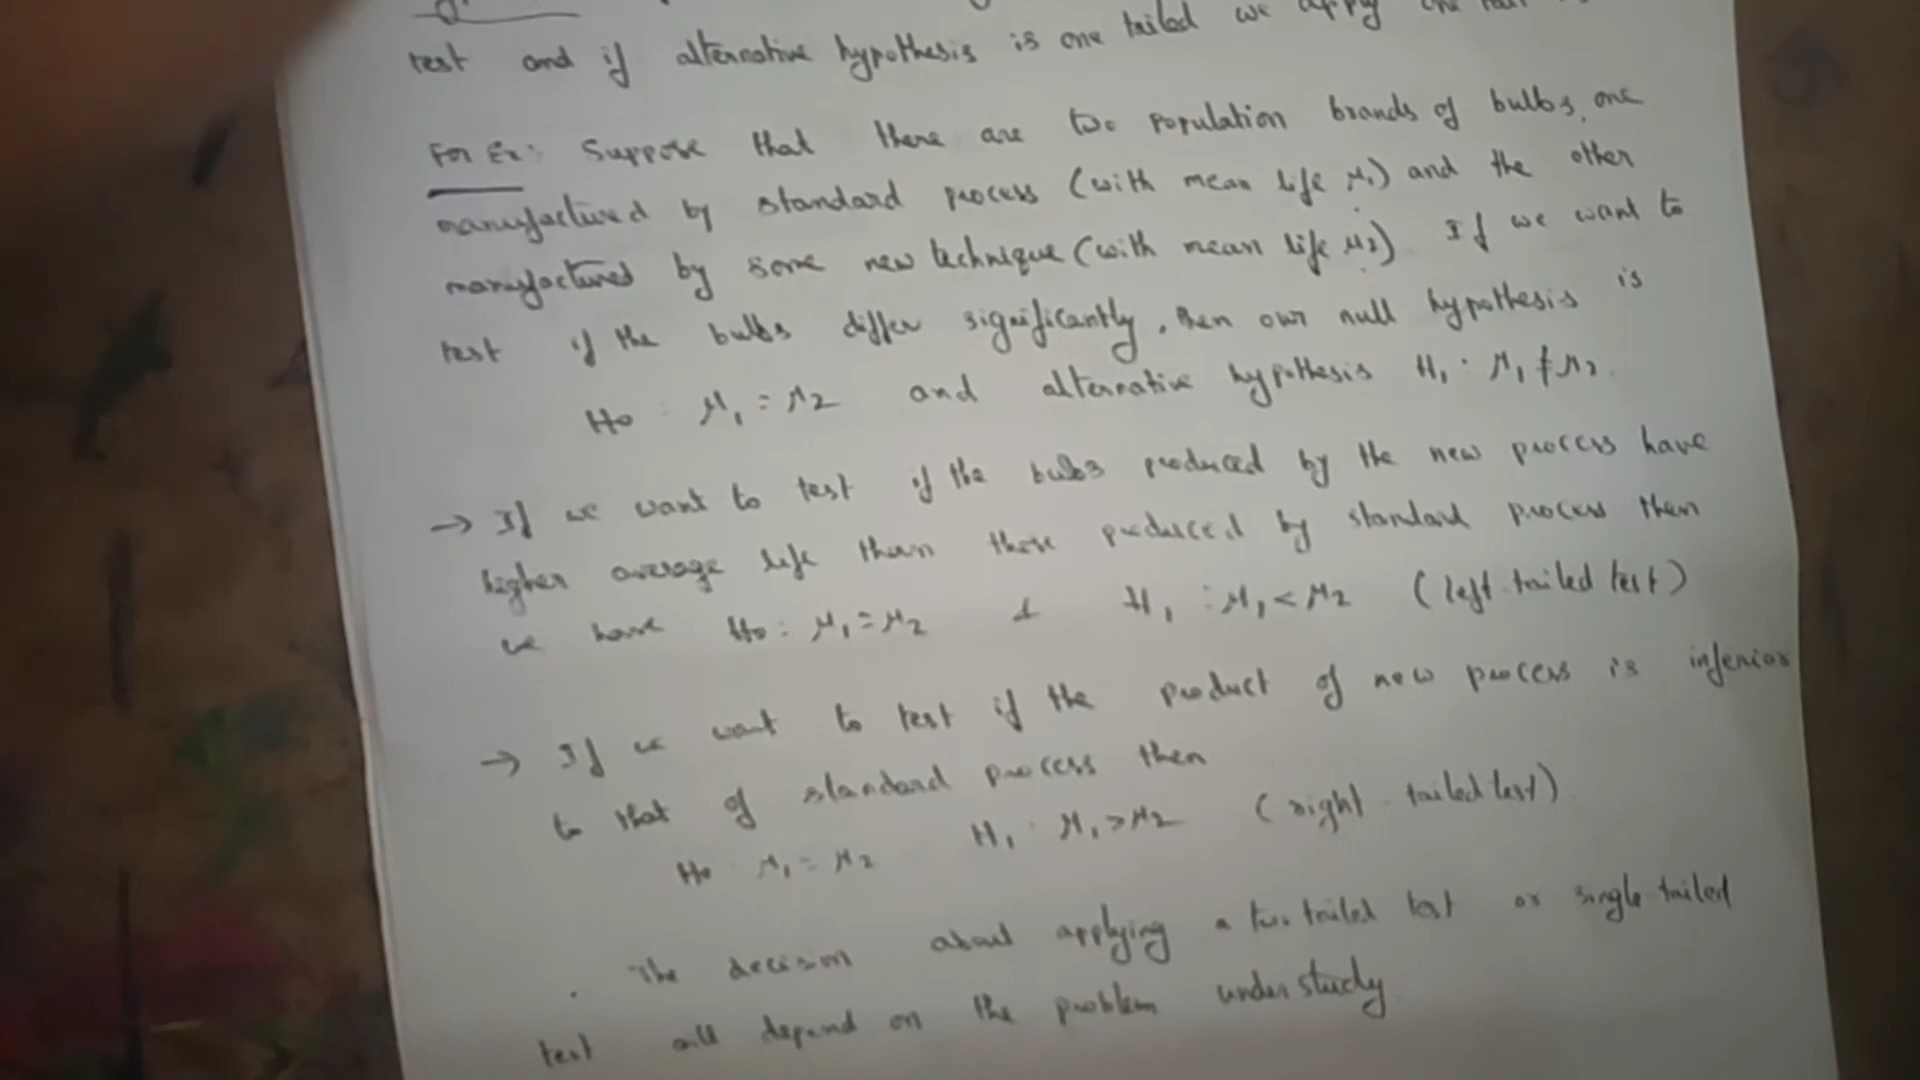 test and if alternative hypothesis is one tailed we apply one
For Ex: Suppose that there are two population brands of bulbs, one
manufactured by standard process (with mean life μ₁) and the other
manufactured by some new technique (with mean life μ₂) If we want to
test if the bulbs differ significantly, then our null hypothesis is
H₀ : μ₁ = μ₂ and alternative hypothesis H₁ : μ₁ ≠ μ₂.
→ If we want to test if the bulbs produced by the new process have
higher average life than those produced by standard process then
we have H₀ : μ₁ = μ₂ & H₁ : μ₁ < μ₂ (left-tailed test)
→ If we want to test if the product of new process is inferior
to that of standard process then
H₀ : μ₁ = μ₂ H₁ : μ₁ > μ₂ (right-tailed test)
. The decision about applying a two tailed test or single-tailed
test will depend on the problem under study